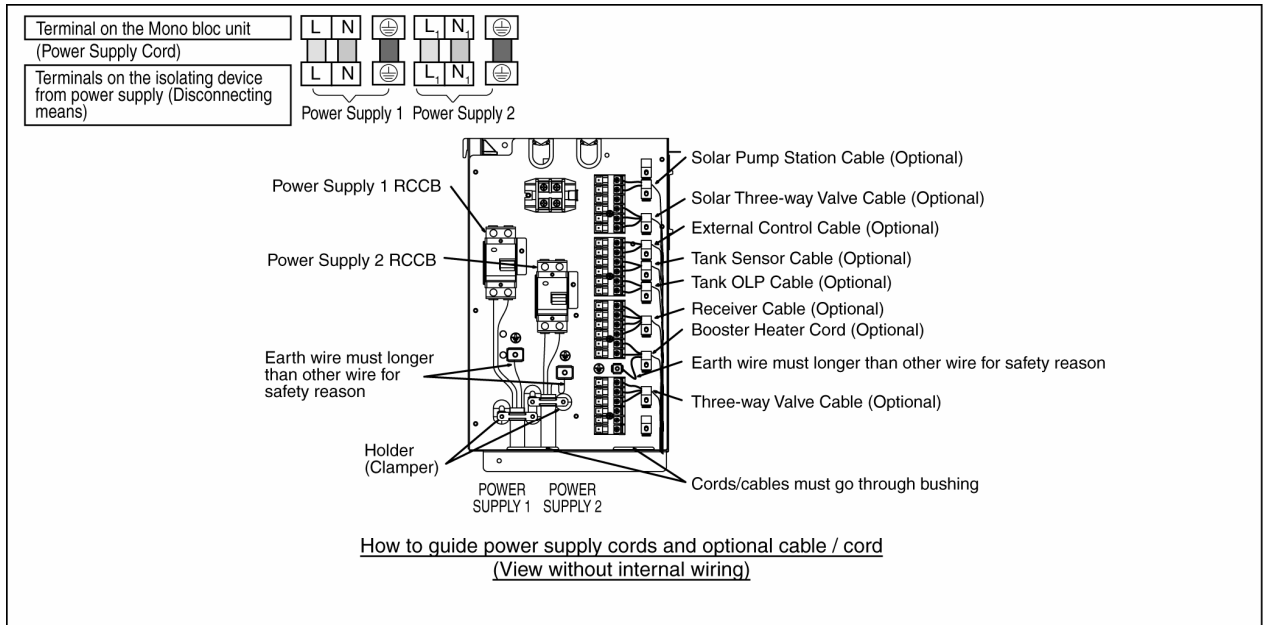 Terminal on the Mono bloc unit
(Power Supply Cord)
Terminals on the isolating device
from power supply (Disconnecting
means)
L N L1 N1
L N L1 N1
Power Supply 1 Power Supply 2
Power Supply 1 RCCB
Power Supply 2 RCCB
Earth wire must longer
than other wire for
safety reason
Holder
(Clamper)
Solar Pump Station Cable (Optional)
Solar Three-way Valve Cable (Optional)
External Control Cable (Optional)
Tank Sensor Cable (Optional)
Tank OLP Cable (Optional)
Receiver Cable (Optional)
Booster Heater Cord (Optional)
Earth wire must longer than other wire for safety reason
Three-way Valve Cable (Optional)
Cords/cables must go through bushing
POWER
SUPPLY 1
POWER
SUPPLY 2
How to guide power supply cords and optional cable / cord
(View without internal wiring)